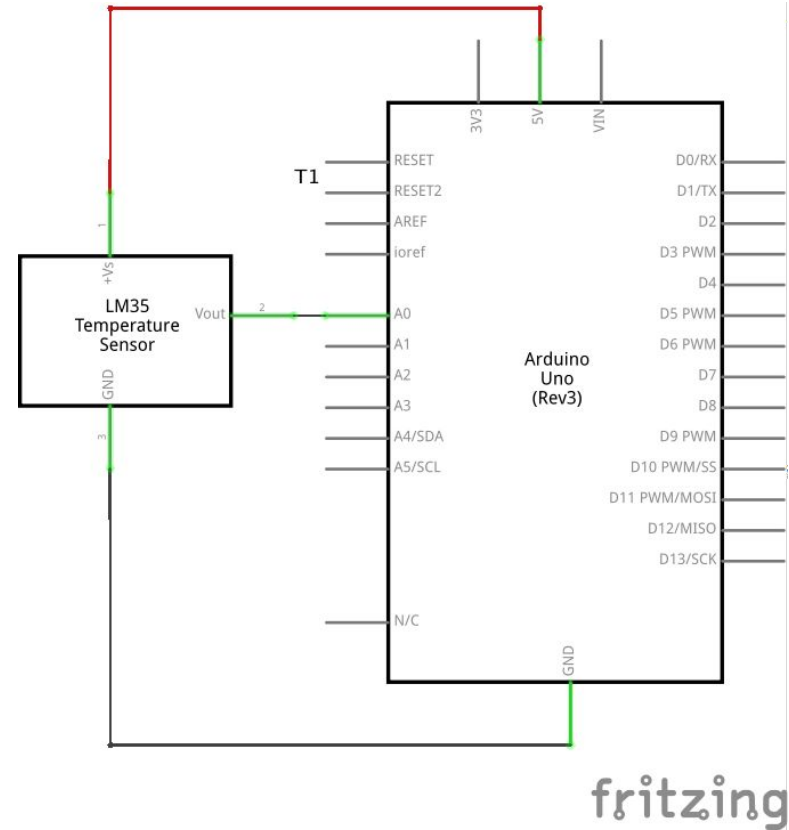 3V3
5V
VIN
T1
RESET
RESET2
AREF
ioref
A0
A1
A2
A3
A4/SDA
A5/SCL
N/C
D0/RX
D1/TX
D2
D3 PWM
D4
D5 PWM
D6 PWM
D7
D8
D9 PWM
D10 PWM/SS
D11 PWM/MOSI
D12/MISO
D13/SCK
GND
Arduino
Uno
(Rev3)
1
+Vs
LM35
Temperature
Sensor
Vout
2
GND
3
fritzing